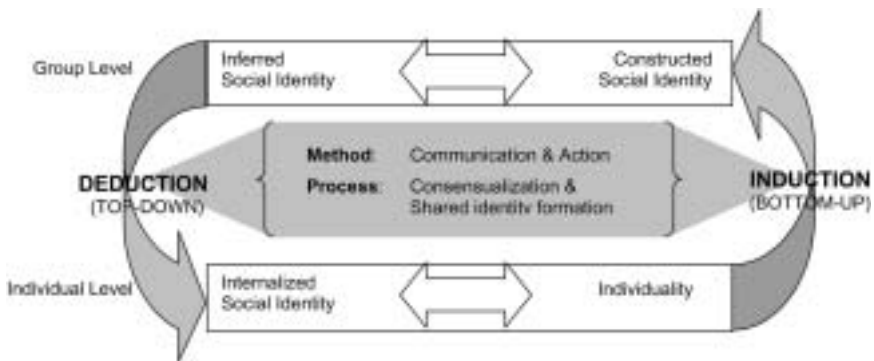 Group Level
Inferred
Social Identity
Constructed
Social Identity
Method: Communication & Action
Process: Consensualization &
Shared identity formation
DEDUCTION
(TOP-DOWN)
INDUCTION
(BOTTOM-UP)
Individual Level
Internalized
Social Identity
Individuality